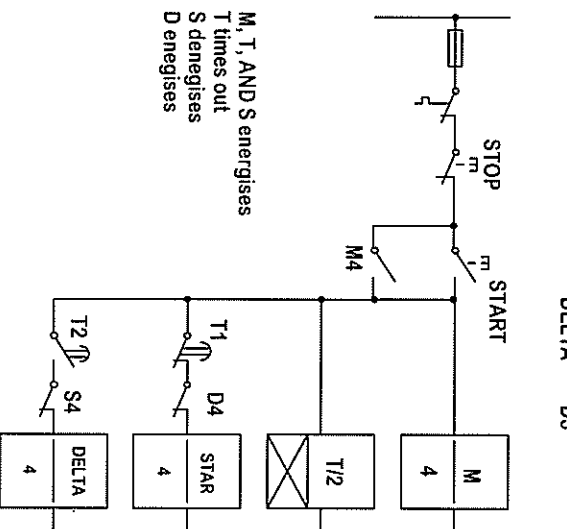 M, T, AND S energises
T times out
S denegises
D enegises
STOP
START
M4
T1
D4
T2
S4
M
4
T/2
STAR
4
DELTA
4